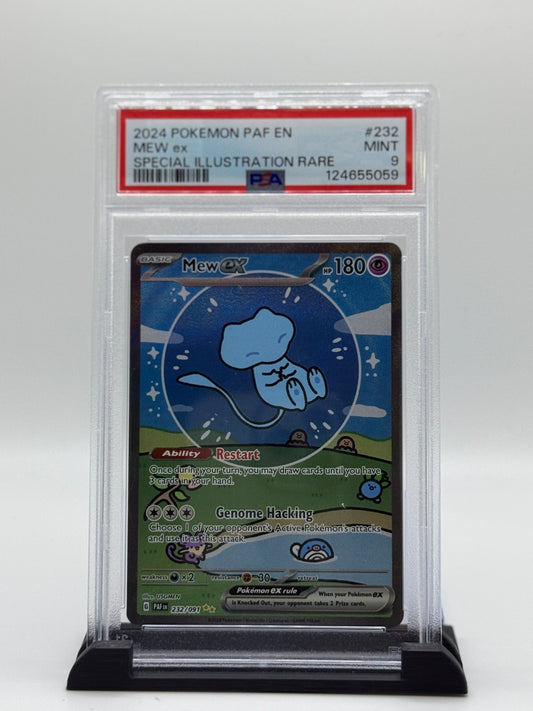 2024 POKEMON PAF EN #232
MEW ex MINT
SPECIAL ILLUSTRATION RARE 9
PSA 124655059
BASIC Mew ex HP 180
Ability Restart
Once during your turn, you may draw cards until you have
3 cards in your hand.
Genome Hacking
Choose 1 of your opponent's Active Pokémon's attacks
and use it as this attack.
weakness ×2 resistance -30 retreat
Illus. USGMEN
Pokémon ex rule
When your Pokémon ex
is Knocked Out, your opponent takes 2 Prize cards.
G PAF EN 232/091